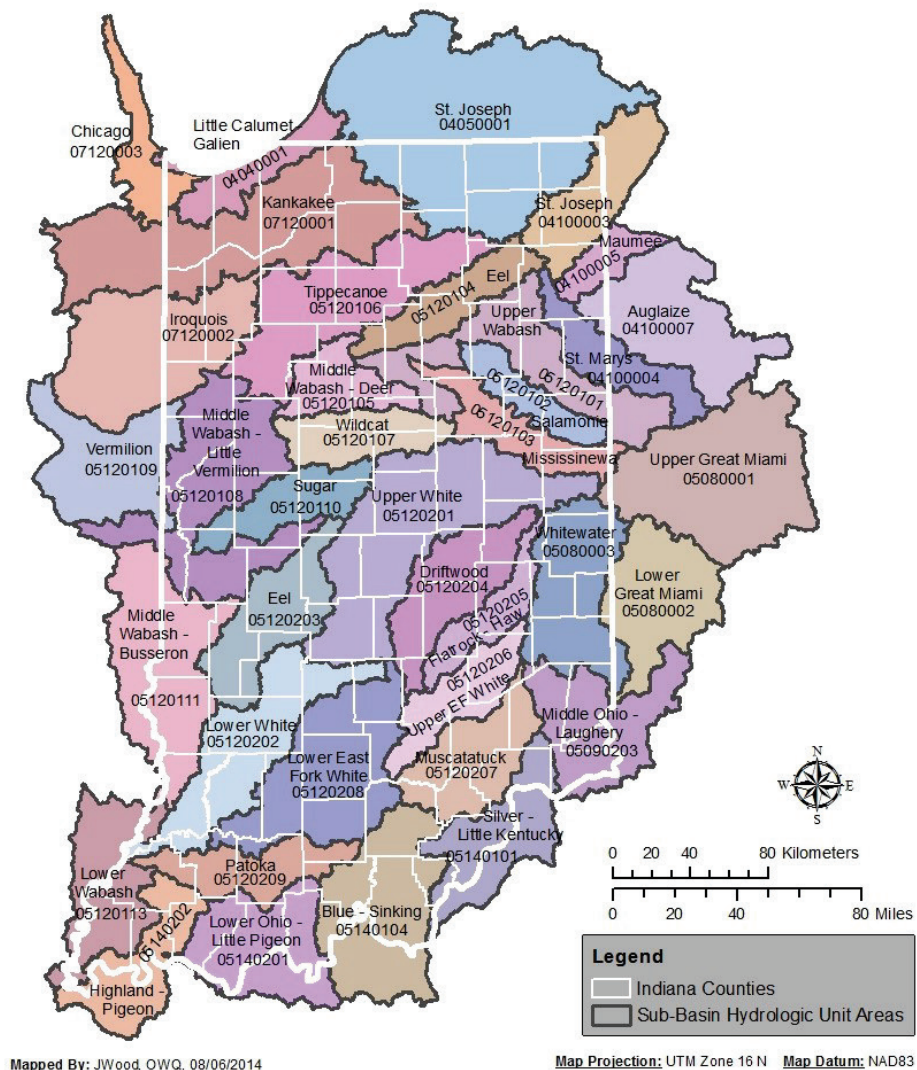 St. Joseph
04050001
Chicago
07120003
Little Calumet
Galien
04040001
Kankakee
07120001
St. Joseph
04100003
Maumee
04100005
Eel
05120104
Tippecanoe
05120106
Auglaize
04100007
Iroquois
07120002
Upper
Wabash
05120101
St. Marys
04100004
Middle
Wabash - Deer
05120105
05120102
Salamonie
05120103
Mississinewa
Middle
Wabash -
Little
Vermilion
05120108
Wildcat
05120107
Vermilion
05120109
Upper Great Miami
05080001
Sugar
05120110
Upper White
05120201
Whitewater
05080003
Driftwood
05120204
Lower
Great Miami
05080002
Eel
05120203
05120205
Flatrock - Haw
Middle
Wabash -
Busseron
05120111
05120206
Upper EF White
Lower White
05120202
Middle Ohio -
Laughery
05090203
Lower East
Fork White
05120208
Muscatatuck
05120207
N
W
E
S
Silver -
Little Kentucky
05140101
0 20 40 80 Kilometers
0 20 40 80 Miles
Patoka
05120209
Lower
Wabash
05120113
05140202
Lower Ohio -
Little Pigeon
05140201
Blue - Sinking
05140104
Highland -
Pigeon
Legend
Indiana Counties
Sub-Basin Hydrologic Unit Areas
Mapped By: JWood, OWQ, 08/06/2014
Map Projection: UTM Zone 16 N Map Datum: NAD83